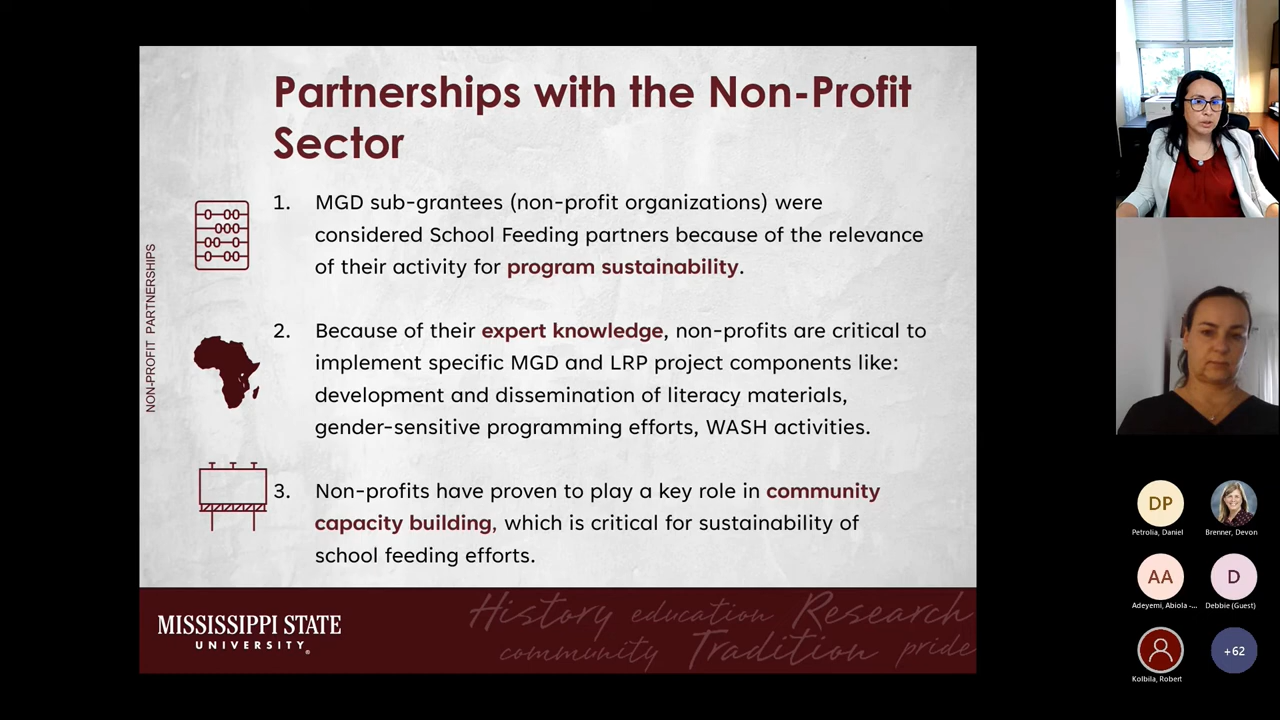 Partnerships with the Non-Profit
Sector
NON-PROFIT PARTNERSHIPS
1. MGD sub-grantees (non-profit organizations) were
considered School Feeding partners because of the relevance
of their activity for program sustainability.
2. Because of their expert knowledge, non-profits are critical to
implement specific MGD and LRP project components like:
development and dissemination of literacy materials,
gender-sensitive programming efforts, WASH activities.
3. Non-profits have proven to play a key role in community
capacity building, which is critical for sustainability of
school feeding efforts.
MISSISSIPPI STATE
UNIVERSITY®
History education Research
community Tradition pride
DP
Petrolia, Daniel
Brenner, Devon
AA
D
Adeyemi, Abiola -...
Debbie (Guest)
+62
Kolbila, Robert